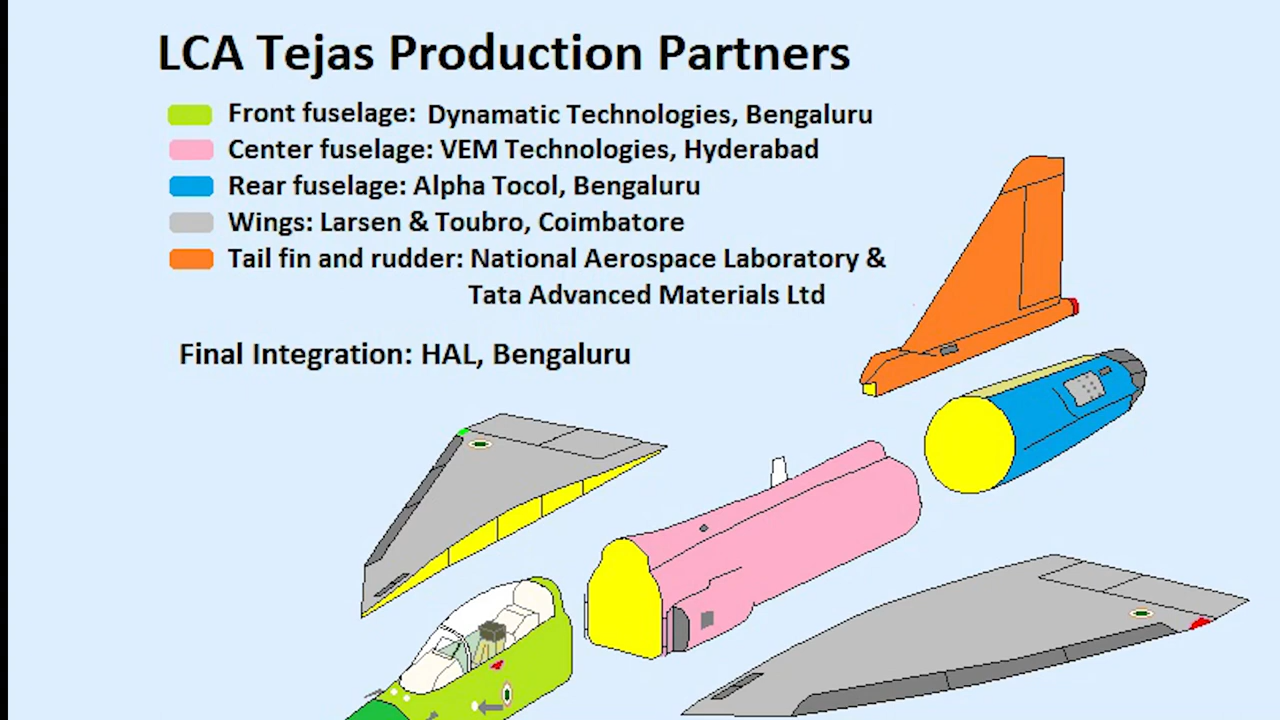 LCA Tejas Production Partners
Front fuselage: Dynamatic Technologies, Bengaluru
Center fuselage: VEM Technologies, Hyderabad
Rear fuselage: Alpha Tocol, Bengaluru
Wings: Larsen & Toubro, Coimbatore
Tail fin and rudder: National Aerospace Laboratory &
Tata Advanced Materials Ltd
Final Integration: HAL, Bengaluru